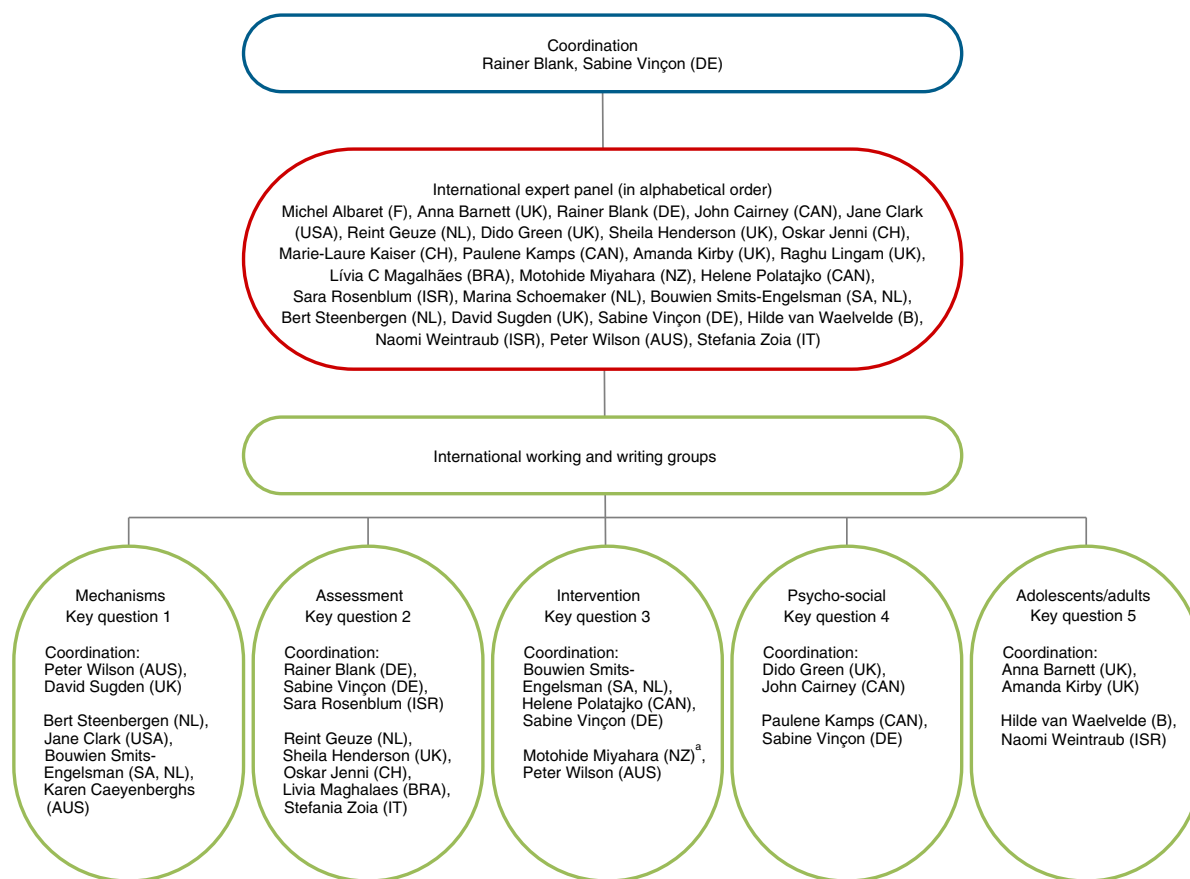 Coordination
Rainer Blank, Sabine Vinçon (DE)
International expert panel (in alphabetical order)
Michel Albaret (F), Anna Barnett (UK), Rainer Blank (DE), John Cairney (CAN), Jane Clark
(USA), Reint Geuze (NL), Dido Green (UK), Sheila Henderson (UK), Oskar Jenni (CH),
Marie-Laure Kaiser (CH), Paulene Kamps (CAN), Amanda Kirby (UK), Raghu Lingam (UK),
Lívia C Magalhães (BRA), Motohide Miyahara (NZ), Helene Polatajko (CAN),
Sara Rosenblum (ISR), Marina Schoemaker (NL), Bouwien Smits-Engelsman (SA, NL),
Bert Steenbergen (NL), David Sugden (UK), Sabine Vinçon (DE), Hilde van Waelvelde (B),
Naomi Weintraub (ISR), Peter Wilson (AUS), Stefania Zoia (IT)
International working and writing groups
Mechanisms
Key question 1
Coordination:
Peter Wilson (AUS),
David Sugden (UK)
Bert Steenbergen (NL),
Jane Clark (USA),
Bouwien Smits-
Engelsman (SA, NL),
Karen Caeyenberghs
(AUS)
Assessment
Key question 2
Coordination:
Rainer Blank (DE),
Sabine Vinçon (DE),
Sara Rosenblum (ISR)
Reint Geuze (NL),
Sheila Henderson (UK),
Oskar Jenni (CH),
Livia Maghalaes (BRA),
Stefania Zoia (IT)
Intervention
Key question 3
Coordination:
Bouwien Smits-
Engelsman (SA, NL),
Helene Polatajko (CAN),
Sabine Vinçon (DE)
Motohide Miyahara (NZ)ᵃ,
Peter Wilson (AUS)
Psycho-social
Key question 4
Coordination:
Dido Green (UK),
John Cairney (CAN)
Paulene Kamps (CAN),
Sabine Vinçon (DE)
Adolescents/adults
Key question 5
Coordination:
Anna Barnett (UK),
Amanda Kirby (UK)
Hilde van Waelvelde (B),
Naomi Weintraub (ISR)